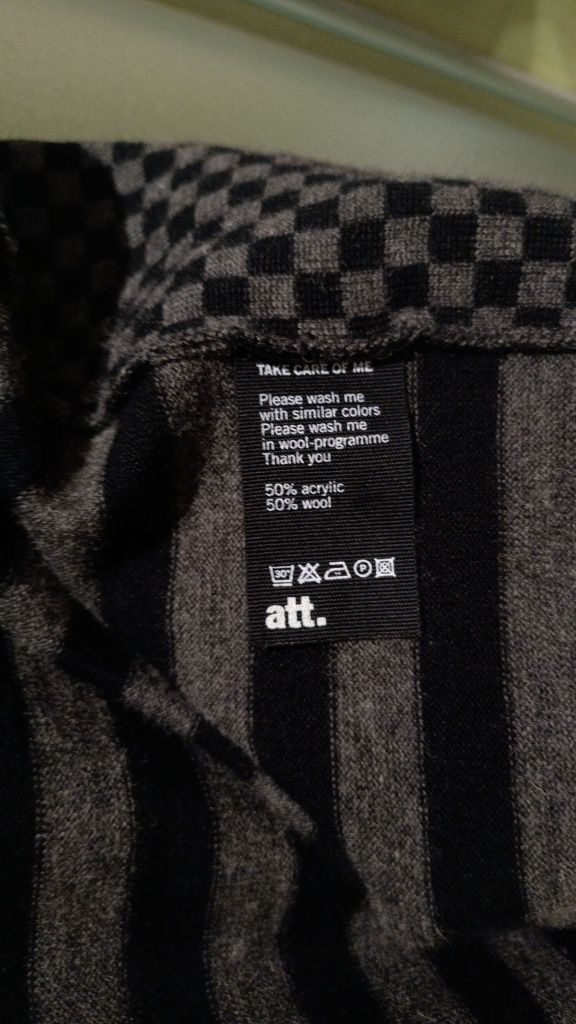 TAKE CARE OF ME
Please wash me
with similar colors
Please wash me
in wool-programme
Thank you
50% acrylic
50% wool
30° P
att.